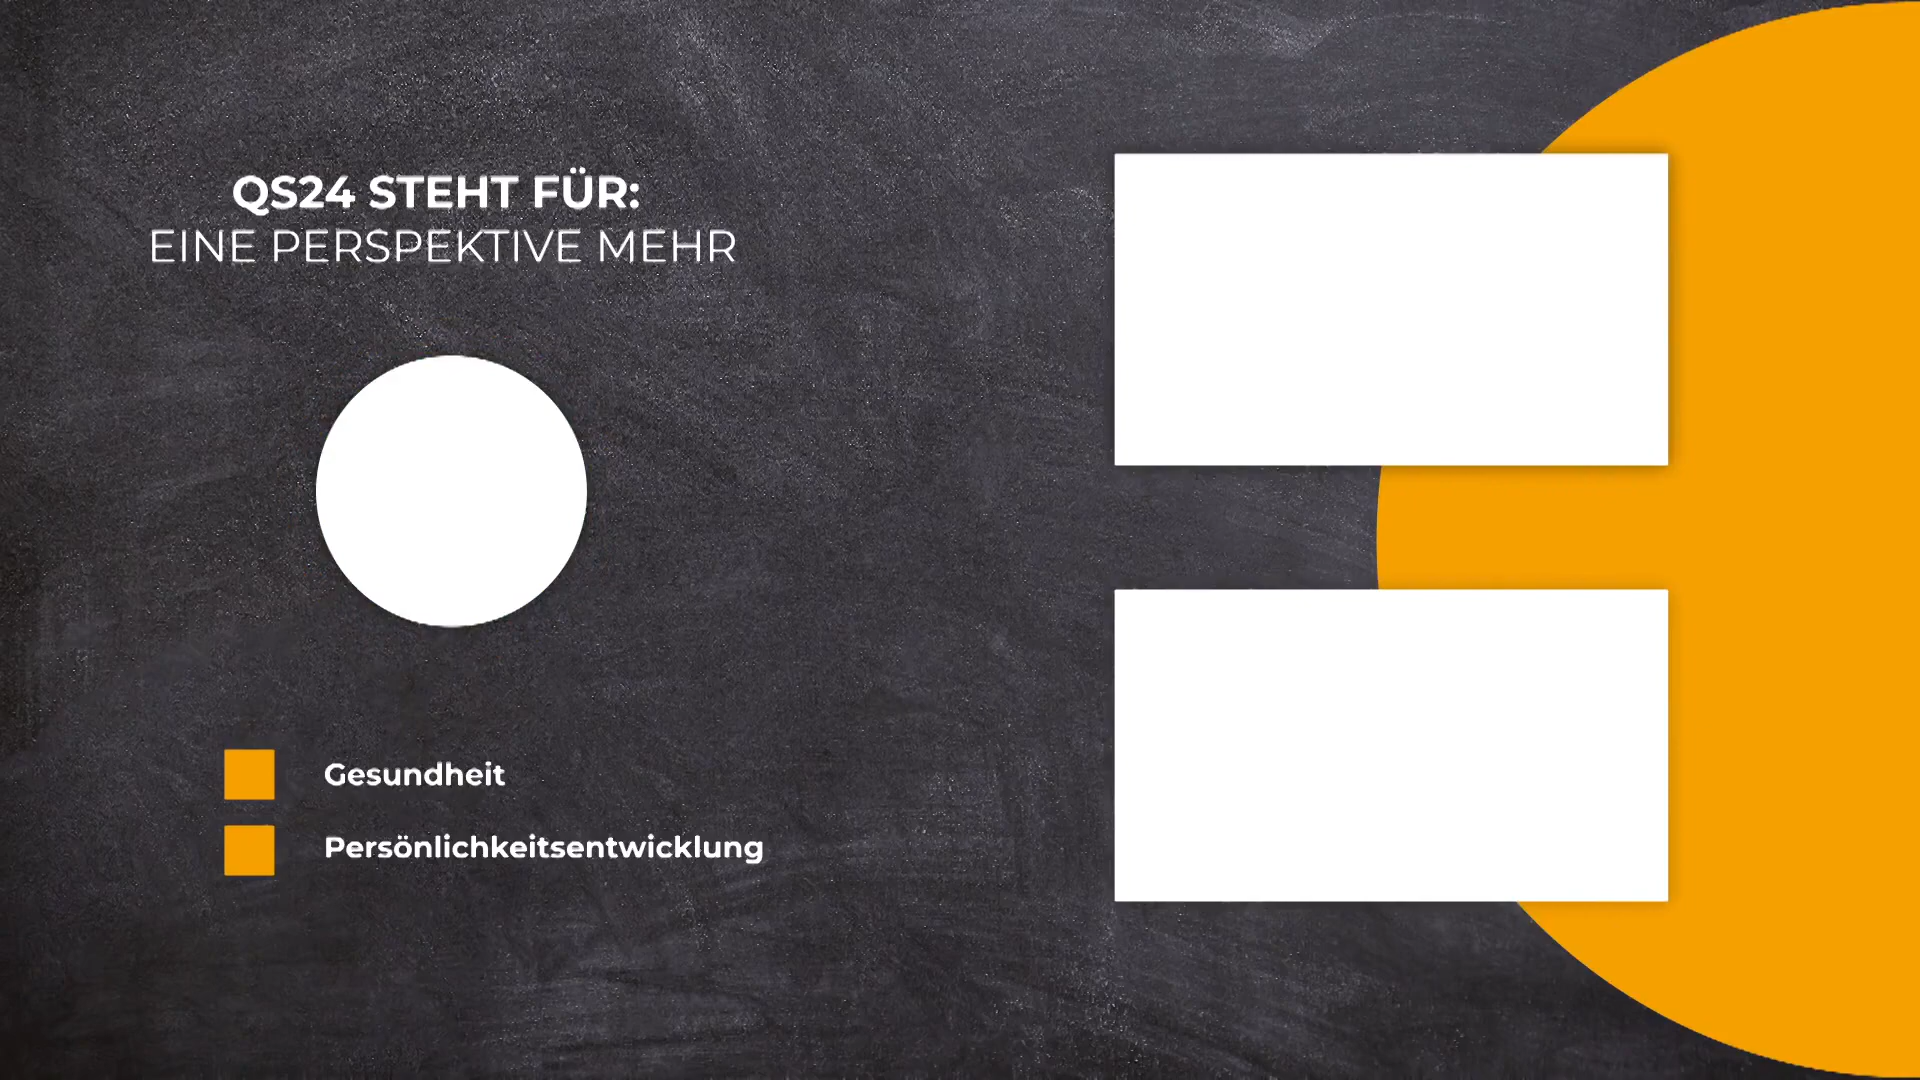 QS24 STEHT FÜR:
EINE PERSPEKTIVE MEHR
Gesundheit
Persönlichkeitsentwicklung